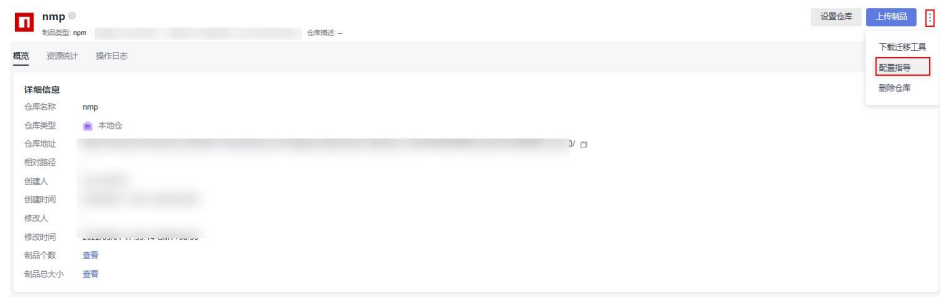 nmp
设置仓库 上传制品
制品类型: npm 仓库描述: --
概览 资源统计 操作日志
下载迁移工具
配置指导
删除仓库
详细信息
仓库名称 nmp
仓库类型 本地仓
仓库地址 0/
相对路径
创建人
创建时间
修改人
修改时间
制品个数 查看
制品总大小 查看